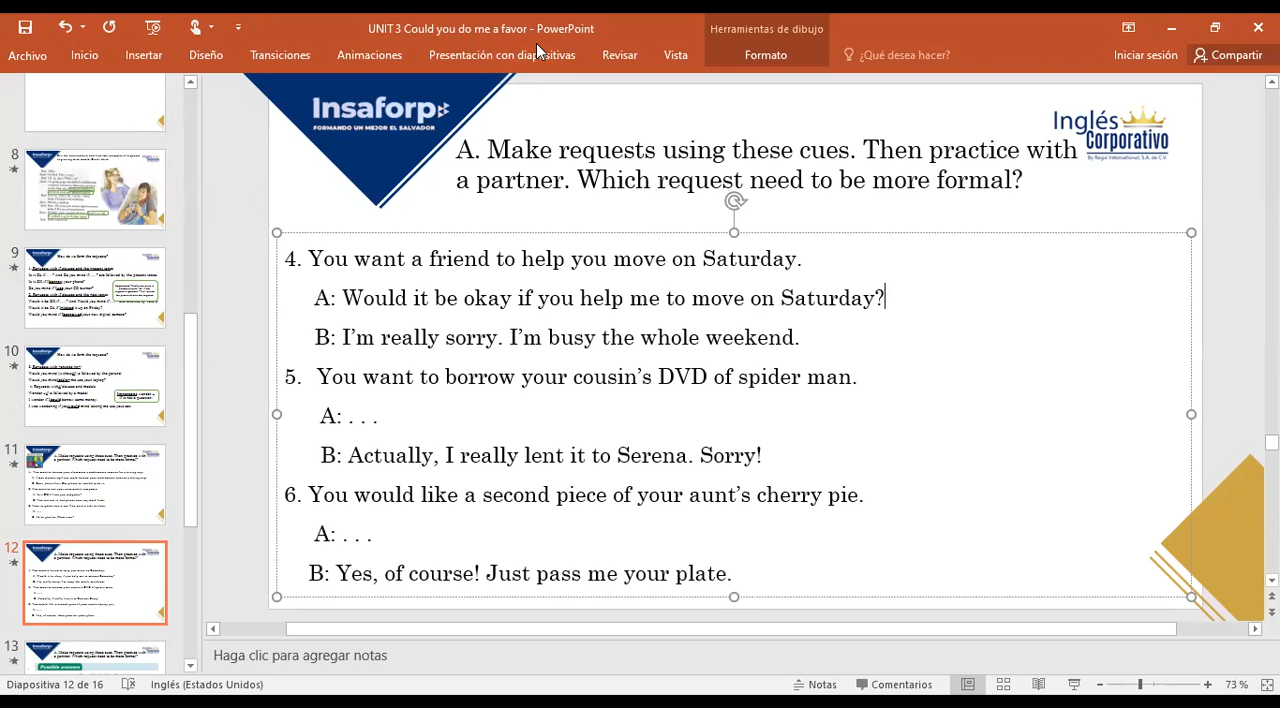 UNIT 3 Could you do me a favor - PowerPoint
Herramientas de dibujo
Archivo Inicio Insertar Diseño Transiciones Animaciones Presentación con diapositivas Revisar Vista Formato ¿Qué desea hacer? Iniciar sesión Compartir
Insaforp
FORMANDO UN MEJOR EL SALVADOR
Inglés
Corporativo
By Regal International, S.A. de C.V.
A. Make requests using these cues. Then practice with
a partner. Which request need to be more formal?
4. You want a friend to help you move on Saturday.
A: Would it be okay if you help me to move on Saturday?
B: I’m really sorry. I’m busy the whole weekend.
5. You want to borrow your cousin’s DVD of spider man.
A: . . .
B: Actually, I really lent it to Serena. Sorry!
6. You would like a second piece of your aunt’s cherry pie.
A: . . .
B: Yes, of course! Just pass me your plate.
8
9
10
11
12
13
Haga clic para agregar notas
Diapositiva 12 de 16 Inglés (Estados Unidos) Notas Comentarios 73 %